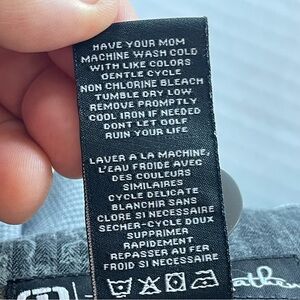 HAVE YOUR MOM
MACHINE WASH COLD
WITH LIKE COLORS
GENTLE CYCLE
NON CHLORINE BLEACH
TUMBLE DRY LOW
REMOVE PROMPTLY
COOL IRON IF NEEDED
DONT LET GOLF
RUIN YOUR LIFE
LAVER A LA MACHINE,
L'EAU FROIDE AVEC
DES COULEURS
SIMILAIRES
CYCLE DELICATE
BLANCHIR SANS
CLORE SI NECESSAIRE
SECHER-CYCLE DOUX
SUPPRIMER
RAPIDEMENT
REPASSER AU FER
FROID SI NECESSAIRE